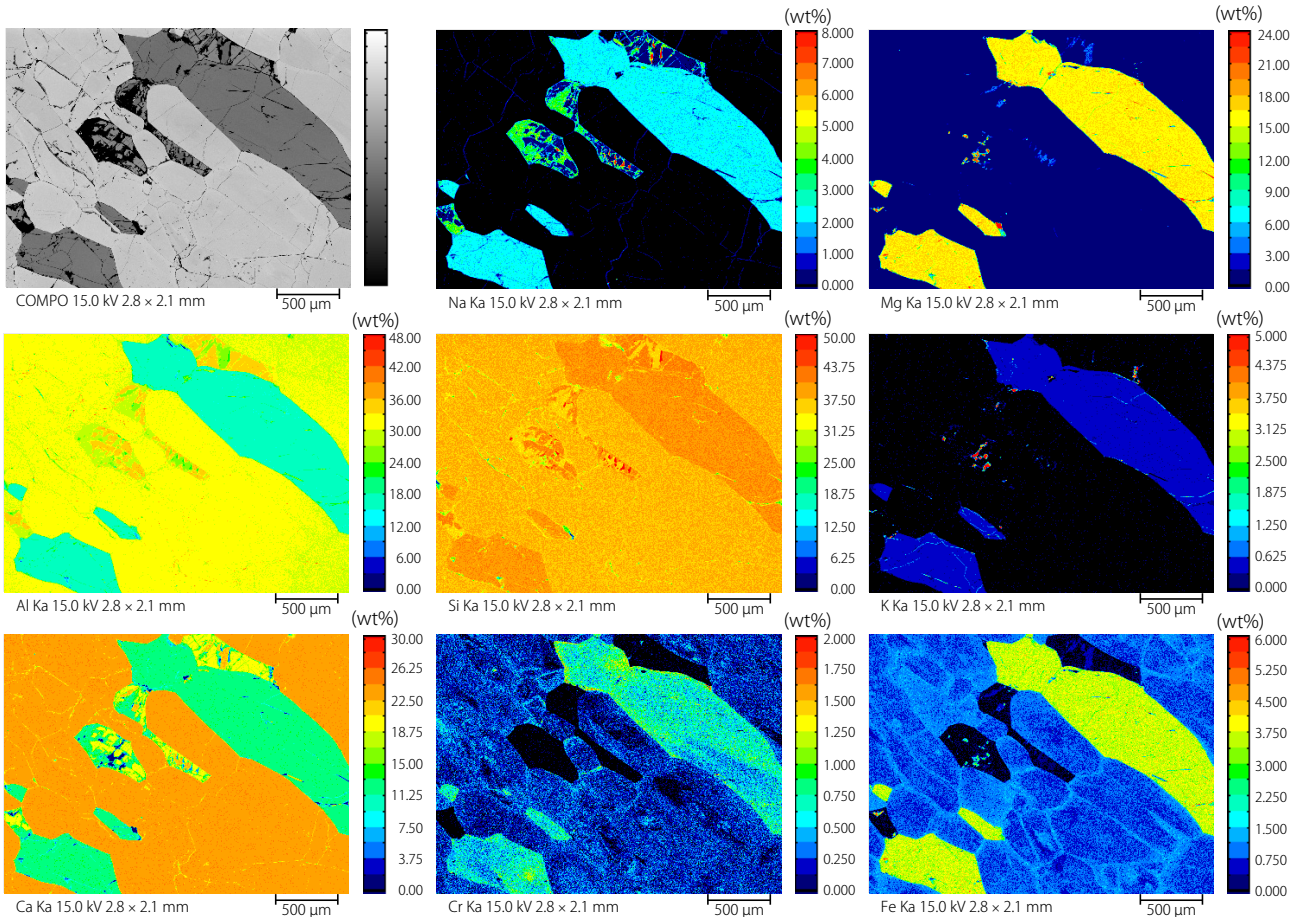 (wt%)
8.000
7.000
6.000
5.000
4.000
3.000
2.000
1.000
0.000
(wt%)
24.00
21.00
18.00
15.00
12.00
9.00
6.00
3.00
0.00
COMPO 15.0 kV 2.8 × 2.1 mm
500 μm
Na Ka 15.0 kV 2.8 × 2.1 mm
500 μm
Mg Ka 15.0 kV 2.8 × 2.1 mm
500 μm
(wt%)
48.00
42.00
36.00
30.00
24.00
18.00
12.00
6.00
0.00
(wt%)
50.00
43.75
37.50
31.25
25.00
18.75
12.50
6.25
0.00
(wt%)
5.000
4.375
3.750
3.125
2.500
1.875
1.250
0.625
0.000
Al Ka 15.0 kV 2.8 × 2.1 mm
500 μm
Si Ka 15.0 kV 2.8 × 2.1 mm
500 μm
K Ka 15.0 kV 2.8 × 2.1 mm
500 μm
(wt%)
30.00
26.25
22.50
18.75
15.00
11.25
7.50
3.75
0.00
(wt%)
2.000
1.750
1.500
1.250
1.000
0.750
0.500
0.250
0.000
(wt%)
6.000
5.250
4.500
3.750
3.000
2.250
1.500
0.750
0.000
Ca Ka 15.0 kV 2.8 × 2.1 mm
500 μm
Cr Ka 15.0 kV 2.8 × 2.1 mm
500 μm
Fe Ka 15.0 kV 2.8 × 2.1 mm
500 μm